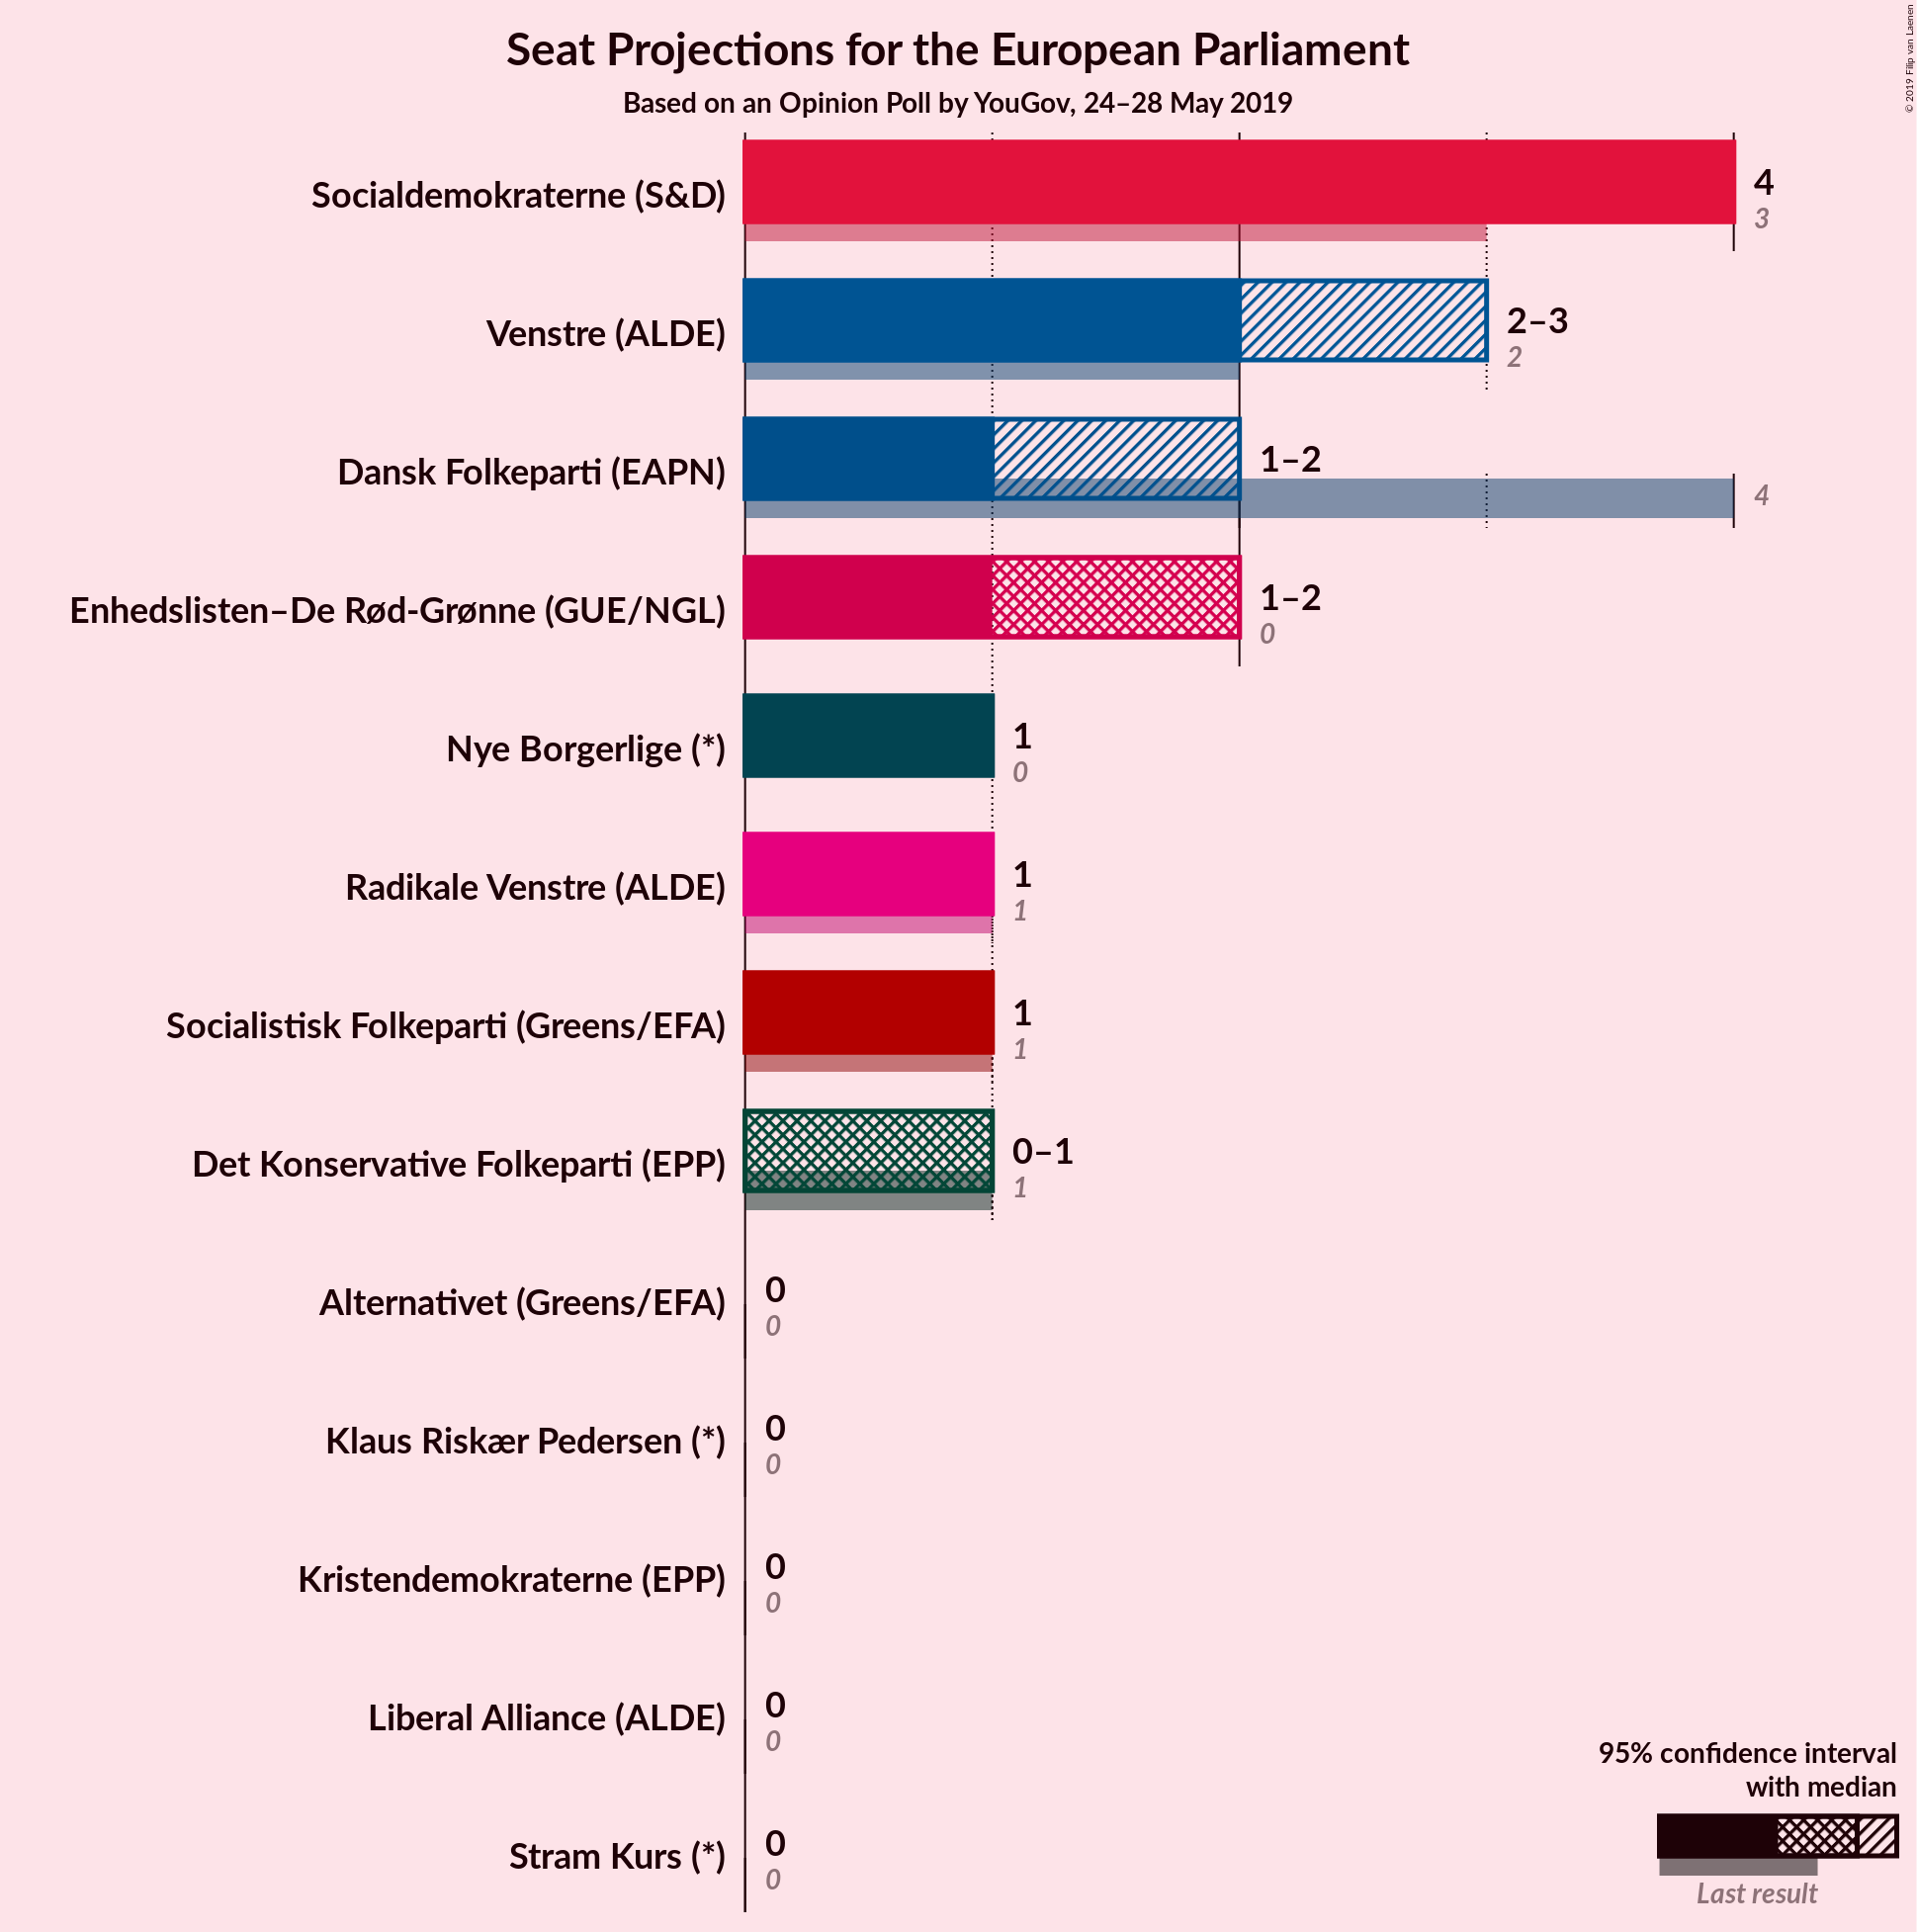 Seat Projections for the European Parliament
Based on an Opinion Poll by YouGov, 24–28 May 2019
© 2019 Filip van Laenen
Socialdemokraterne (S&D)
4
3
Venstre (ALDE)
2–3
2
Dansk Folkeparti (EAPN)
1–2
4
Enhedslisten–De Rød-Grønne (GUE/NGL)
1–2
0
Nye Borgerlige (*)
1
0
Radikale Venstre (ALDE)
1
1
Socialistisk Folkeparti (Greens/EFA)
1
1
Det Konservative Folkeparti (EPP)
0–1
1
Alternativet (Greens/EFA)
0
0
Klaus Riskær Pedersen (*)
0
0
Kristendemokraterne (EPP)
0
0
Liberal Alliance (ALDE)
0
0
Stram Kurs (*)
0
0
95% confidence interval
with median
Last result